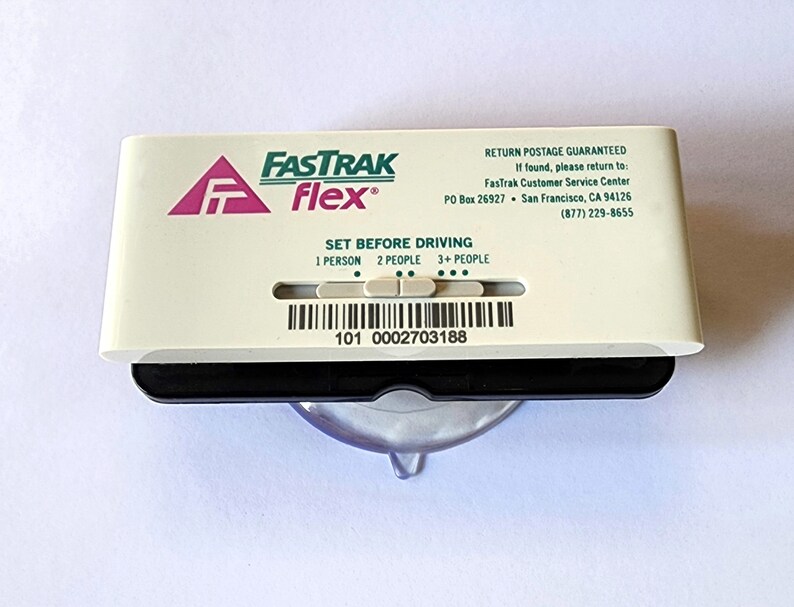 FT
FASTRAK
flex®
RETURN POSTAGE GUARANTEED
If found, please return to:
FasTrak Customer Service Center
PO Box 26927 • San Francisco, CA 94126
(877) 229-8655
SET BEFORE DRIVING
1 PERSON 2 PEOPLE 3+ PEOPLE
101 0002703188